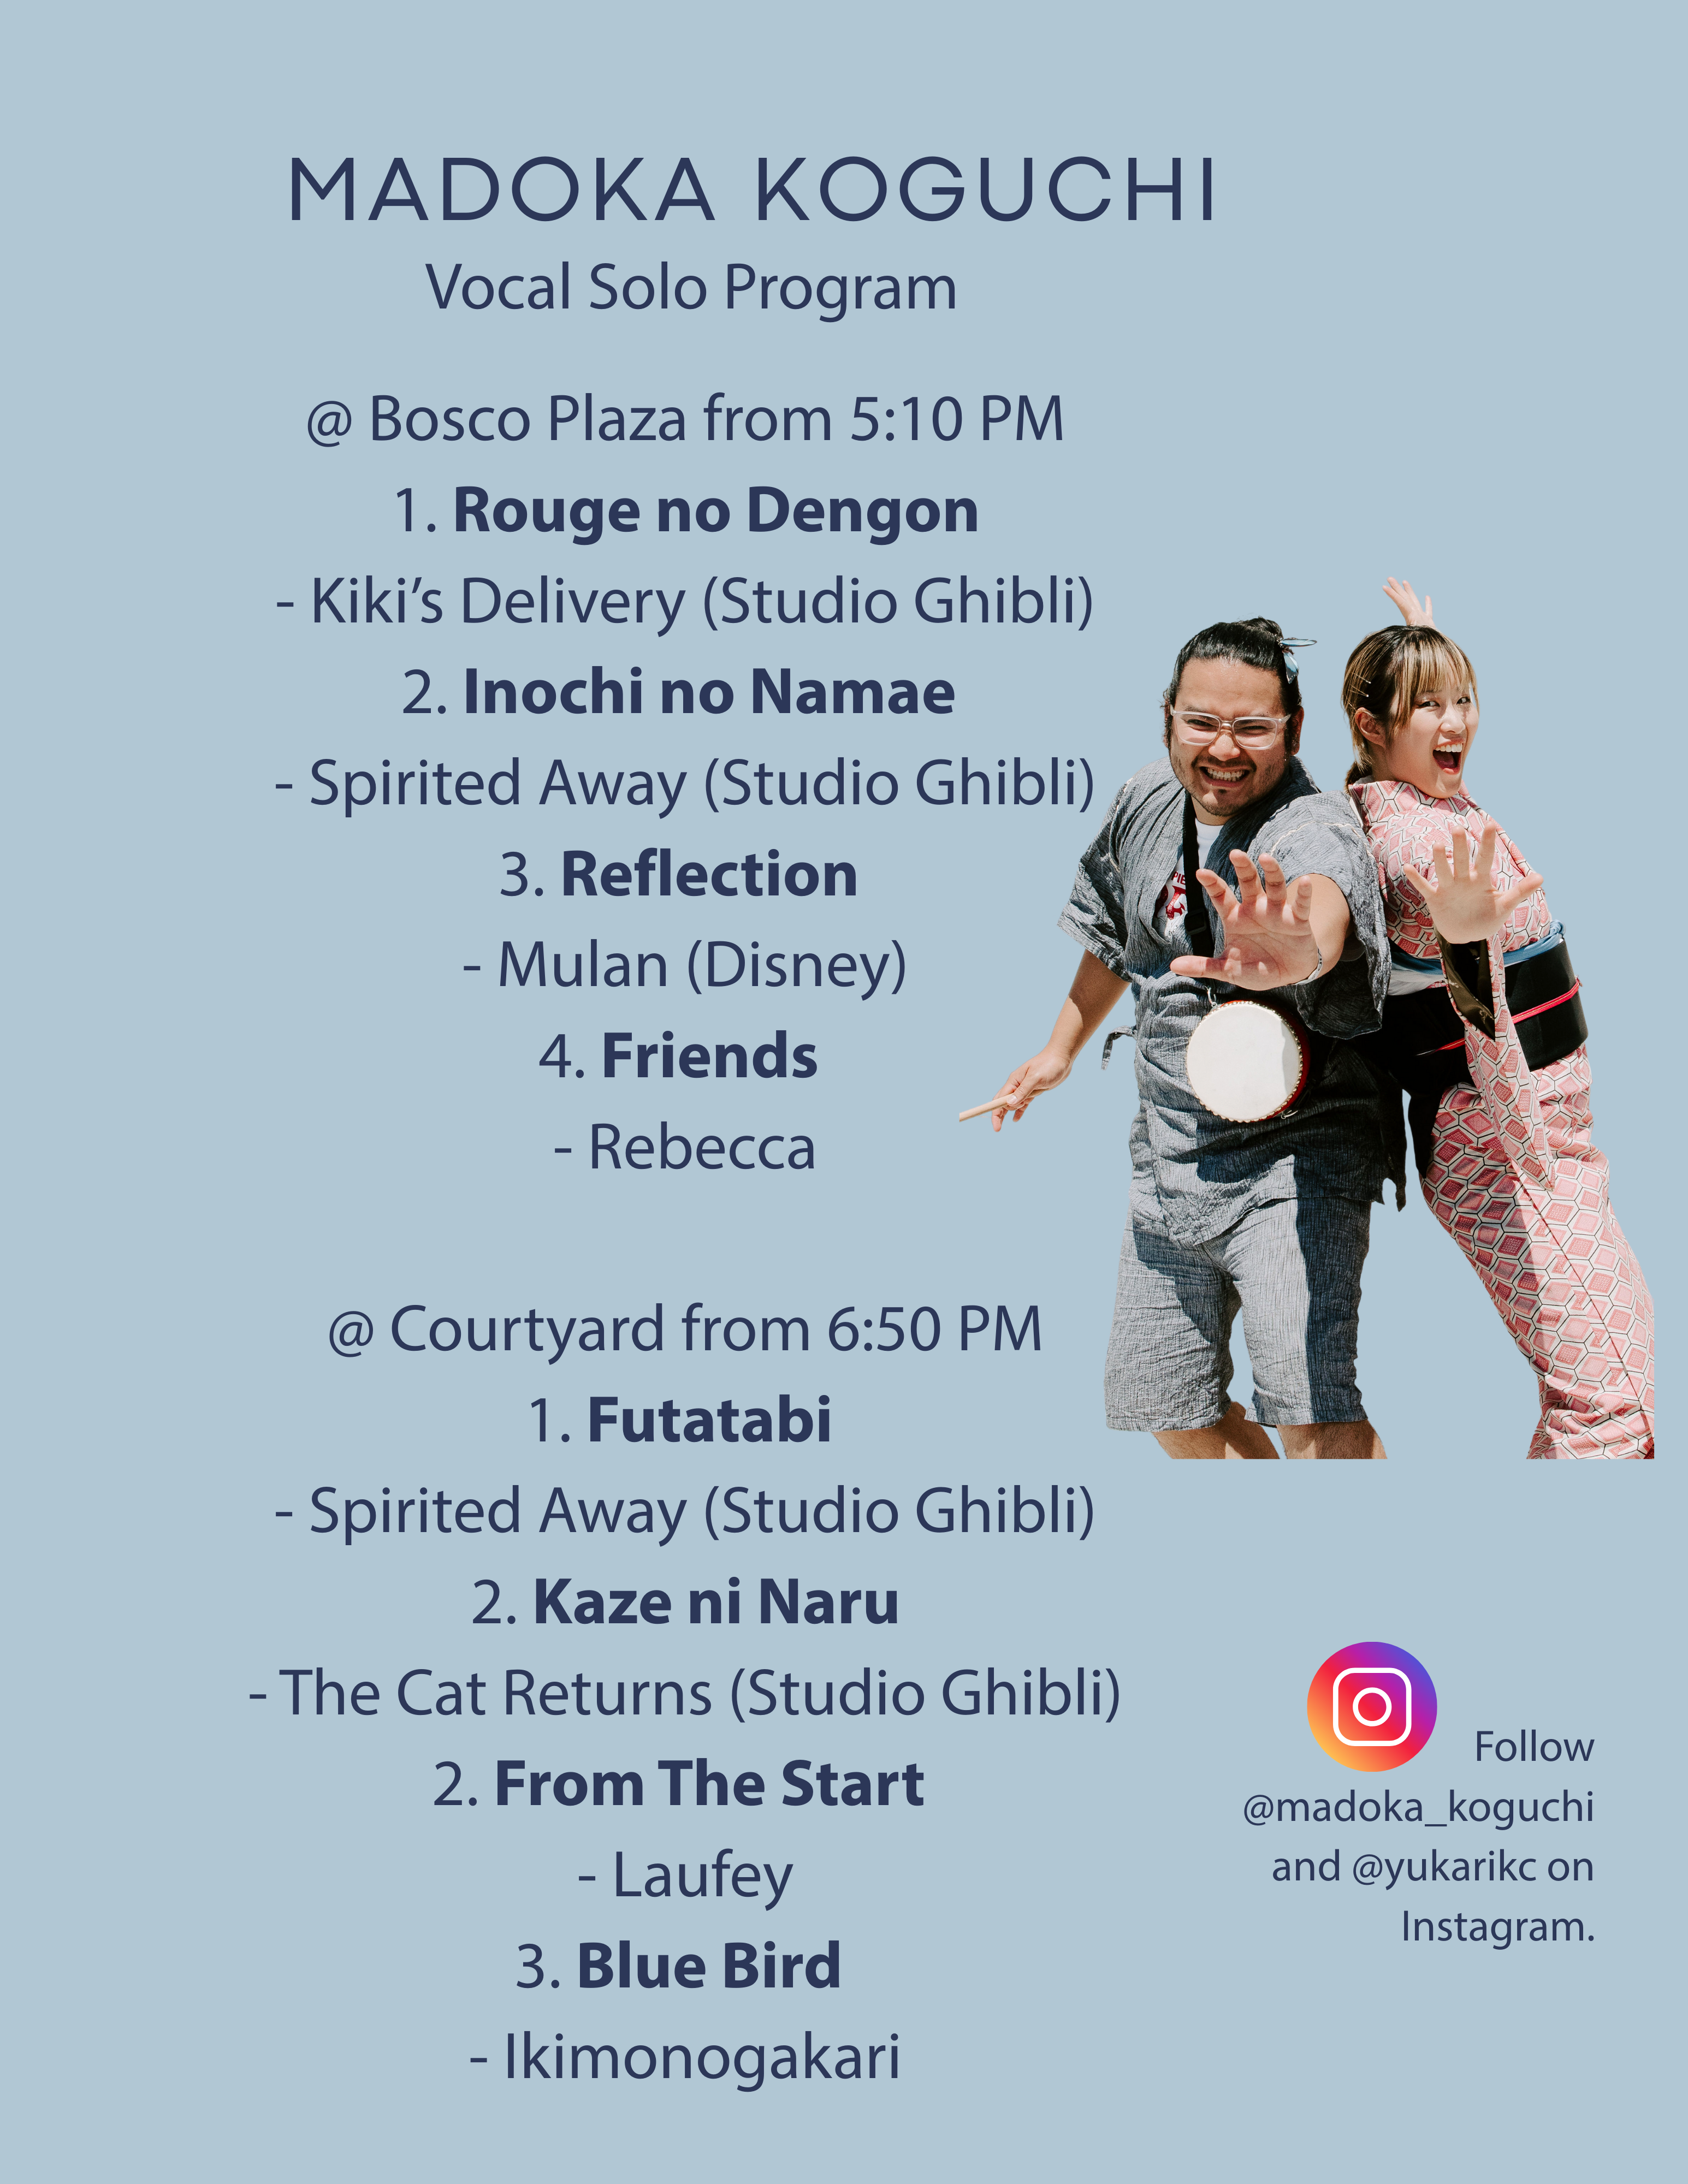 MADOKA KOGUCHI
Vocal Solo Program
@ Bosco Plaza from 5:10 PM
1. Rouge no Dengon
- Kiki’s Delivery (Studio Ghibli)
2. Inochi no Namae
- Spirited Away (Studio Ghibli)
3. Reflection
- Mulan (Disney)
4. Friends
- Rebecca
@ Courtyard from 6:50 PM
1. Futatabi
- Spirited Away (Studio Ghibli)
2. Kaze ni Naru
- The Cat Returns (Studio Ghibli)
2. From The Start
- Laufey
3. Blue Bird
- Ikimonogakari
Follow
@madoka_koguchi
and @yukarikc on
Instagram.